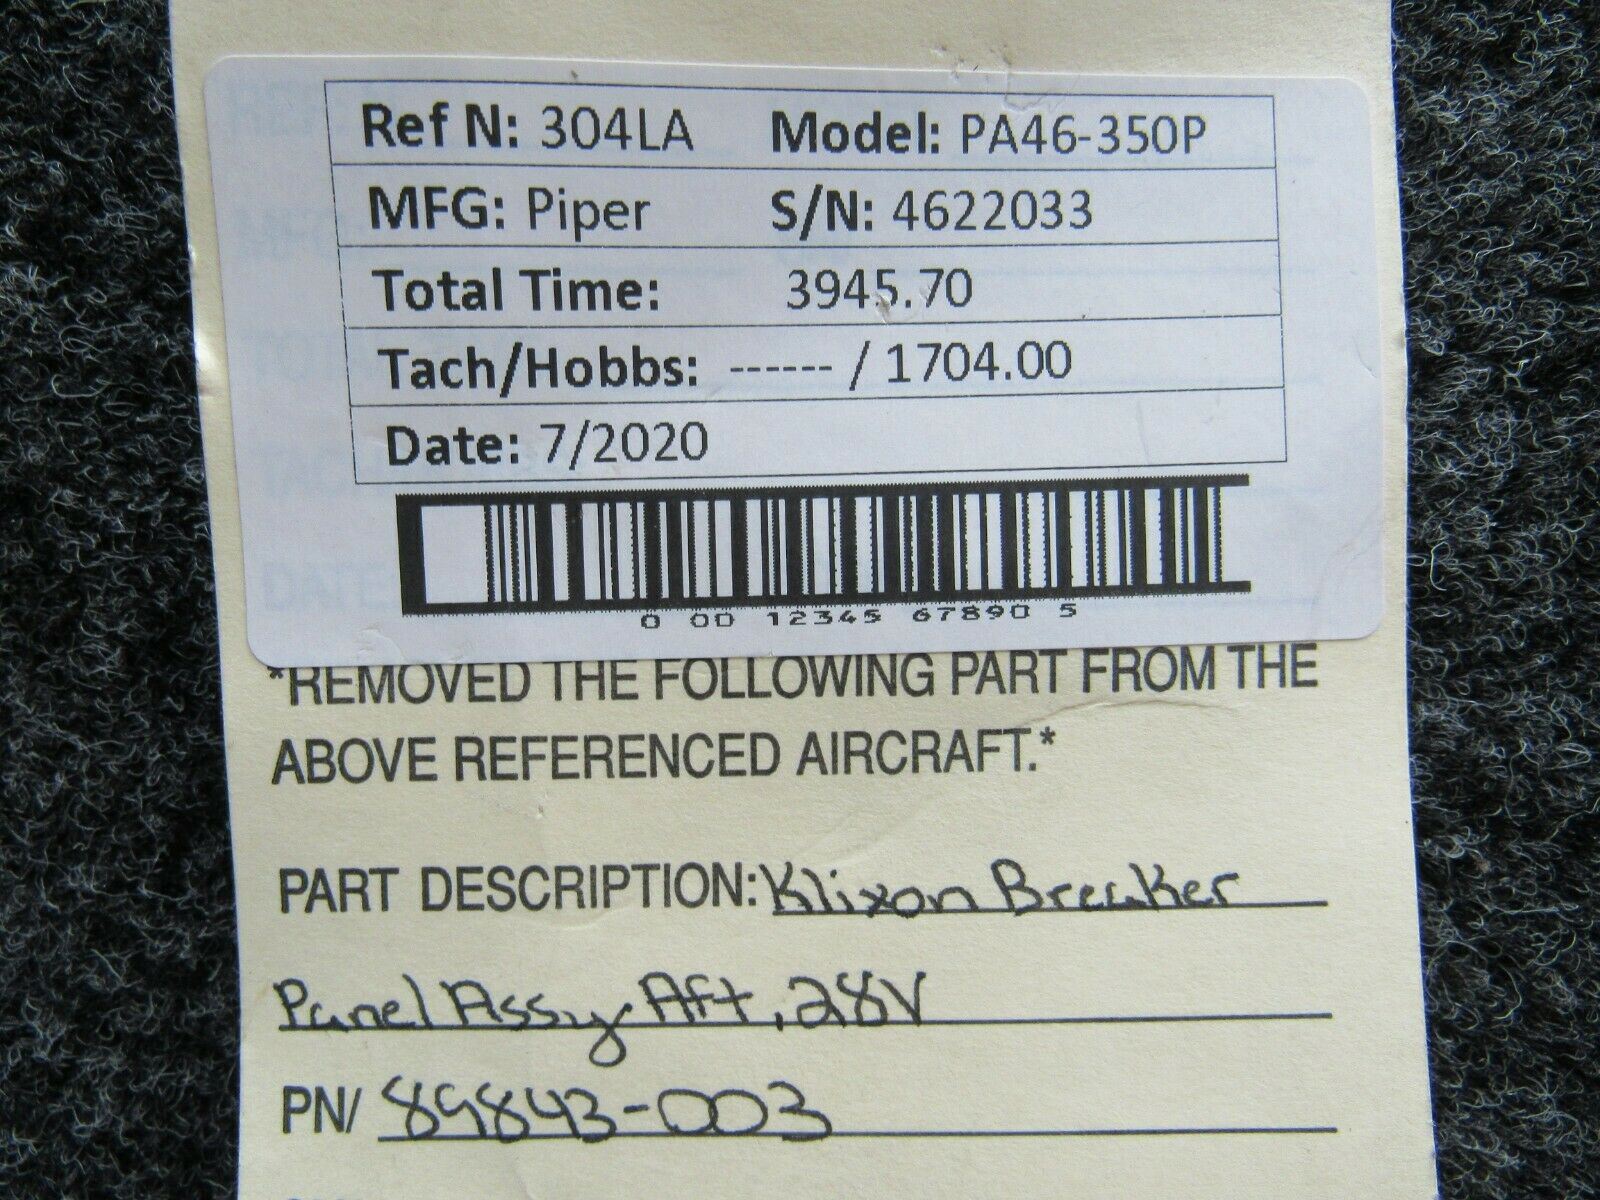 Ref N: 304LA Model: PA46-350P
MFG: Piper S/N: 4622033
Total Time: 3945.70
Tach/Hobbs: ------ / 1704.00
Date: 7/2020
0 00 12345 67890 5
*REMOVED THE FOLLOWING PART FROM THE
ABOVE REFERENCED AIRCRAFT.*
PART DESCRIPTION: Klixon Breaker
Panel Assy Aft, 28V
PN/ 89843-003